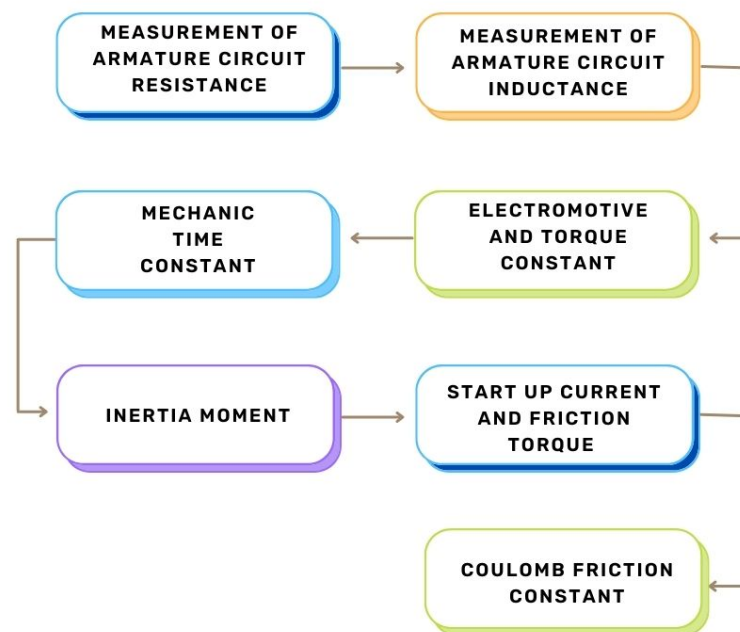 MEASUREMENT OF
ARMATURE CIRCUIT
RESISTANCE
MEASUREMENT OF
ARMATURE CIRCUIT
INDUCTANCE
ELECTROMOTIVE
AND TORQUE
CONSTANT
MECHANIC
TIME
CONSTANT
INERTIA MOMENT
START UP CURRENT
AND FRICTION
TORQUE
COULOMB FRICTION
CONSTANT